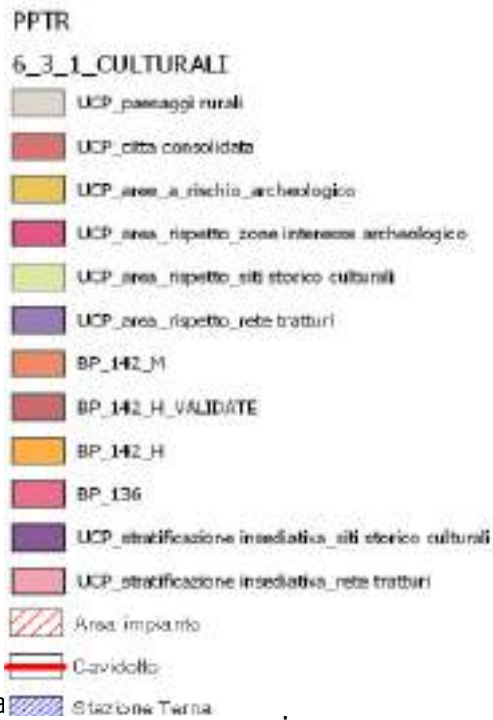 PPTR
6_3_1_CULTURALI
UCP_paesaggi rurali
UCP_citta consolidata
UCP_aree_a_rischio_archeologico
UCP_area_rispetto_zone interesse archeologico
UCP_area_rispetto_siti storico culturali
UCP_area_rispetto_rete tratturi
BP_142_M
BP_142_H_VALIDATE
BP_142_H
BP_136
UCP_stratificazione insediativa_siti storico culturali
UCP_stratificazione insediativa_rete tratturi
Area impianto
Cavidotto
a Stazione Terna